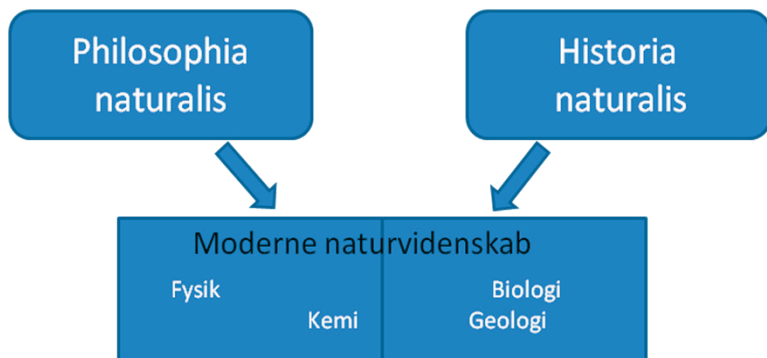 Philosophia
naturalis
Historia
naturalis
Moderne naturvidenskab
Fysik
Kemi
Biologi
Geologi